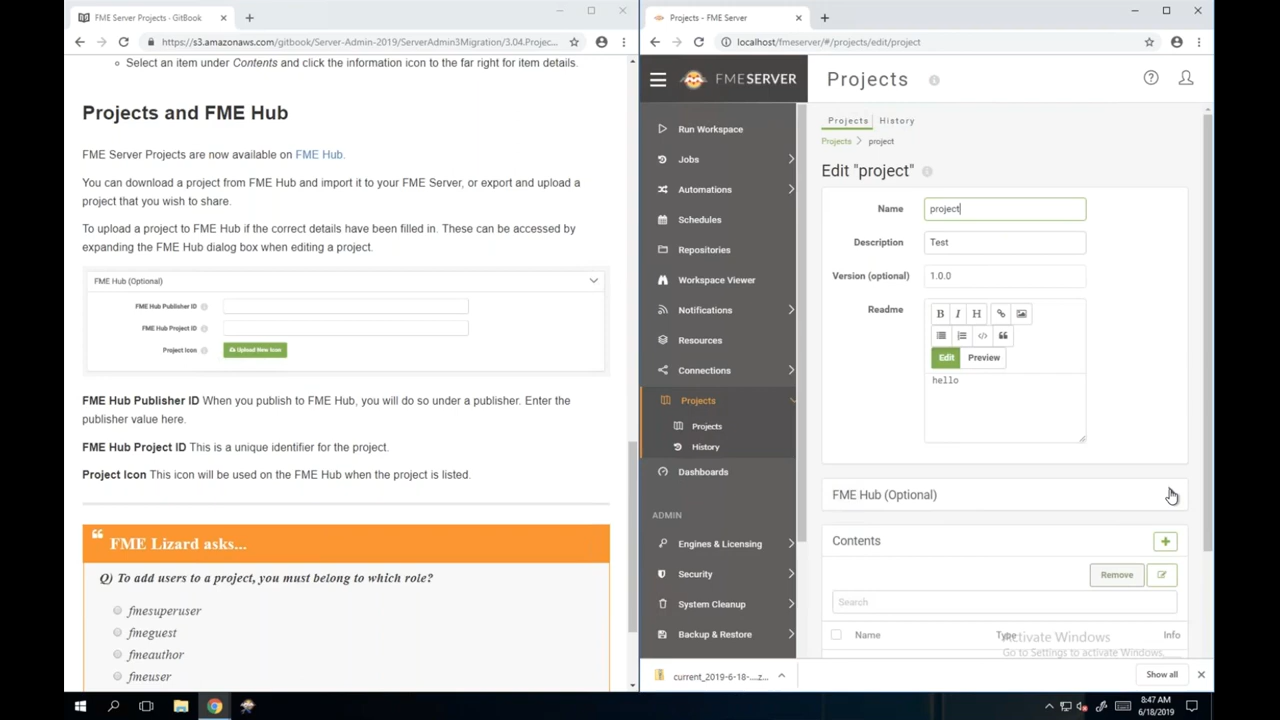 FME Server Projects · GitBook
https://s3.amazonaws.com/gitbook/Server-Admin-2019/ServerAdmin3Migration/3.04.Projec...
Select an item under Contents and click the information icon to the far right for item details.
Projects and FME Hub
FME Server Projects are now available on FME Hub.
You can download a project from FME Hub and import it to your FME Server, or export and upload a
project that you wish to share.
To upload a project to FME Hub if the correct details have been filled in. These can be accessed by
expanding the FME Hub dialog box when editing a project.
FME Hub (Optional)
FME Hub Publisher ID
FME Hub Project ID
Project Icon
Upload New Icon
FME Hub Publisher ID When you publish to FME Hub, you will do so under a publisher. Enter the
publisher value here.
FME Hub Project ID This is a unique identifier for the project.
Project Icon This icon will be used on the FME Hub when the project is listed.
FME Lizard asks...
Q) To add users to a project, you must belong to which role?
fmesuperuser
fmeguest
fmeauthor
fmeuser
Projects - FME Server
localhost/fmeserver/#/projects/edit/project
FMESERVER
Projects
Run Workspace
Jobs
Automations
Schedules
Repositories
Workspace Viewer
Notifications
Resources
Connections
Projects
Projects
History
Dashboards
ADMIN
Engines & Licensing
Security
System Cleanup
Backup & Restore
Projects History
Projects > project
Edit "project"
Name project
Description Test
Version (optional) 1.0.0
Readme
B I H
Edit Preview
hello
FME Hub (Optional)
Contents
Remove
Search
Name Type Info
Activate Windows
Go to Settings to activate Windows.
current_2019-6-18-....z...
Show all
8:47 AM
6/18/2019